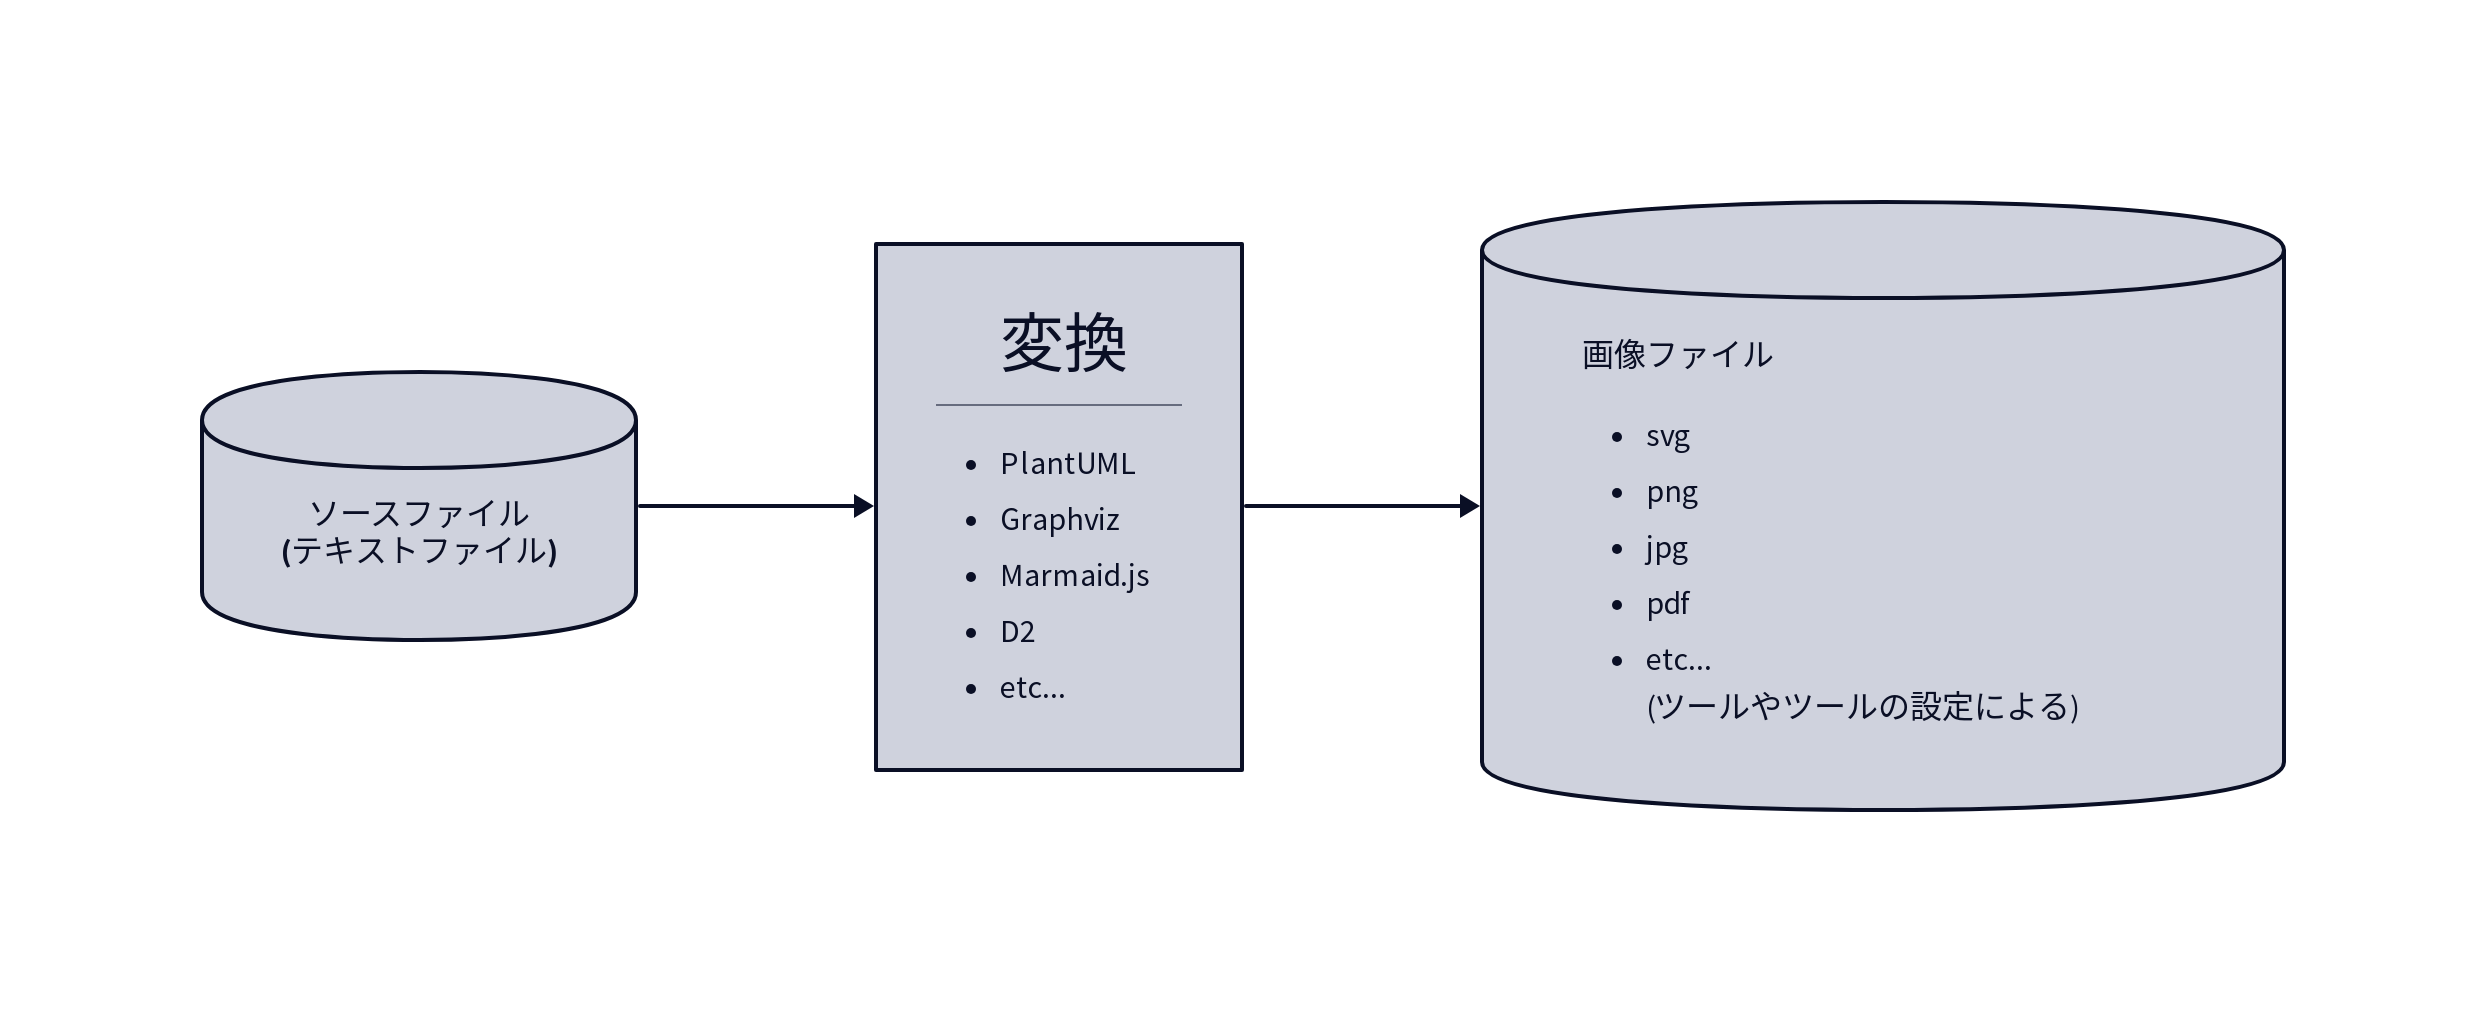 ソースファイル
(テキストファイル)
変換
PlantUML
Graphviz
Marmaid.js
D2
etc...
画像ファイル
svg
png
jpg
pdf
etc...
(ツールやツールの設定による)